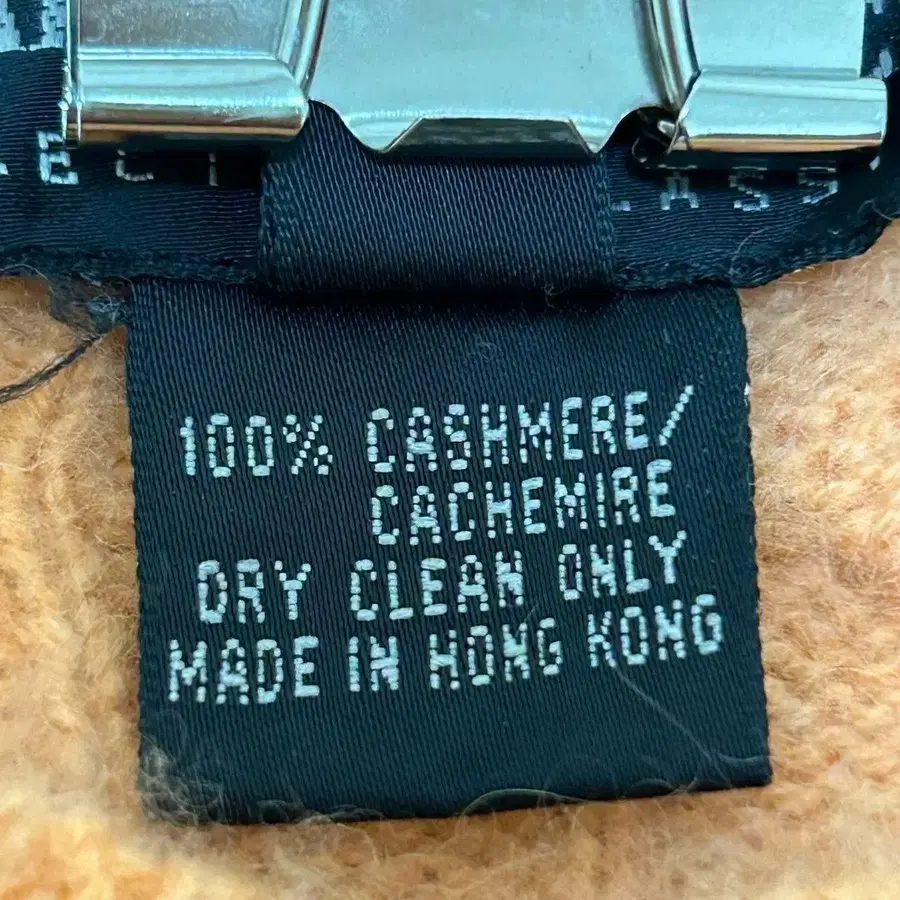 100% CASHMERE/
CACHEMIRE
DRY CLEAN ONLY
MADE IN HONG KONG